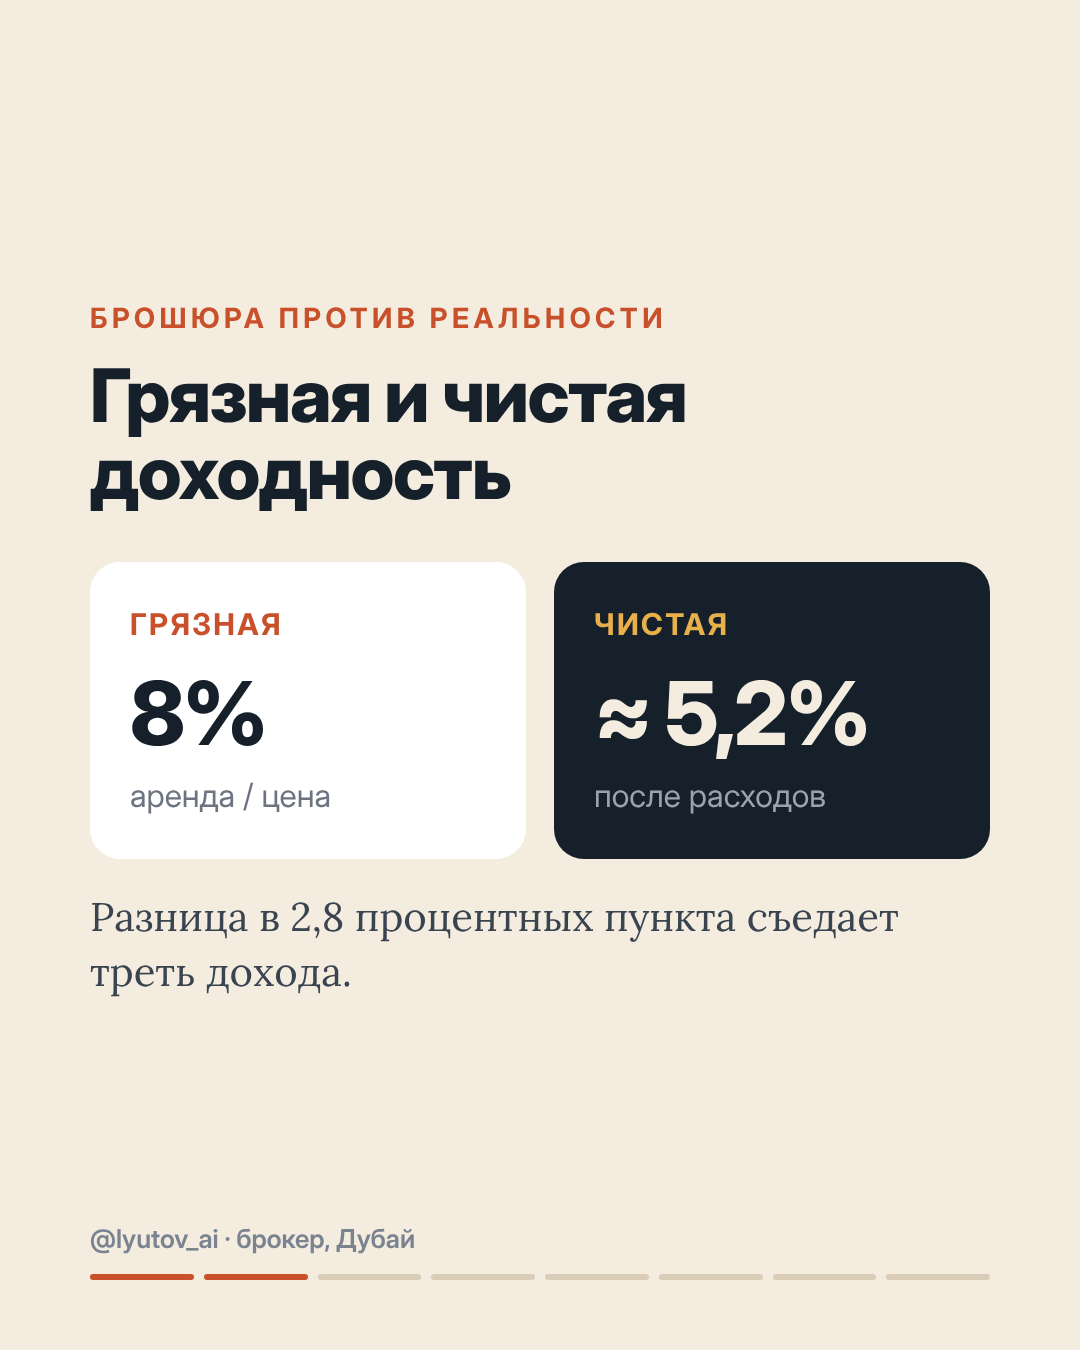 БРОШЮРА ПРОТИВ РЕАЛЬНОСТИ
Грязная и чистая
доходность
ГРЯЗНАЯ
8%
аренда / цена
ЧИСТАЯ
≈ 5,2%
после расходов
Разница в 2,8 процентных пункта съедает
треть дохода.
@lyutov_ai · брокер, Дубай